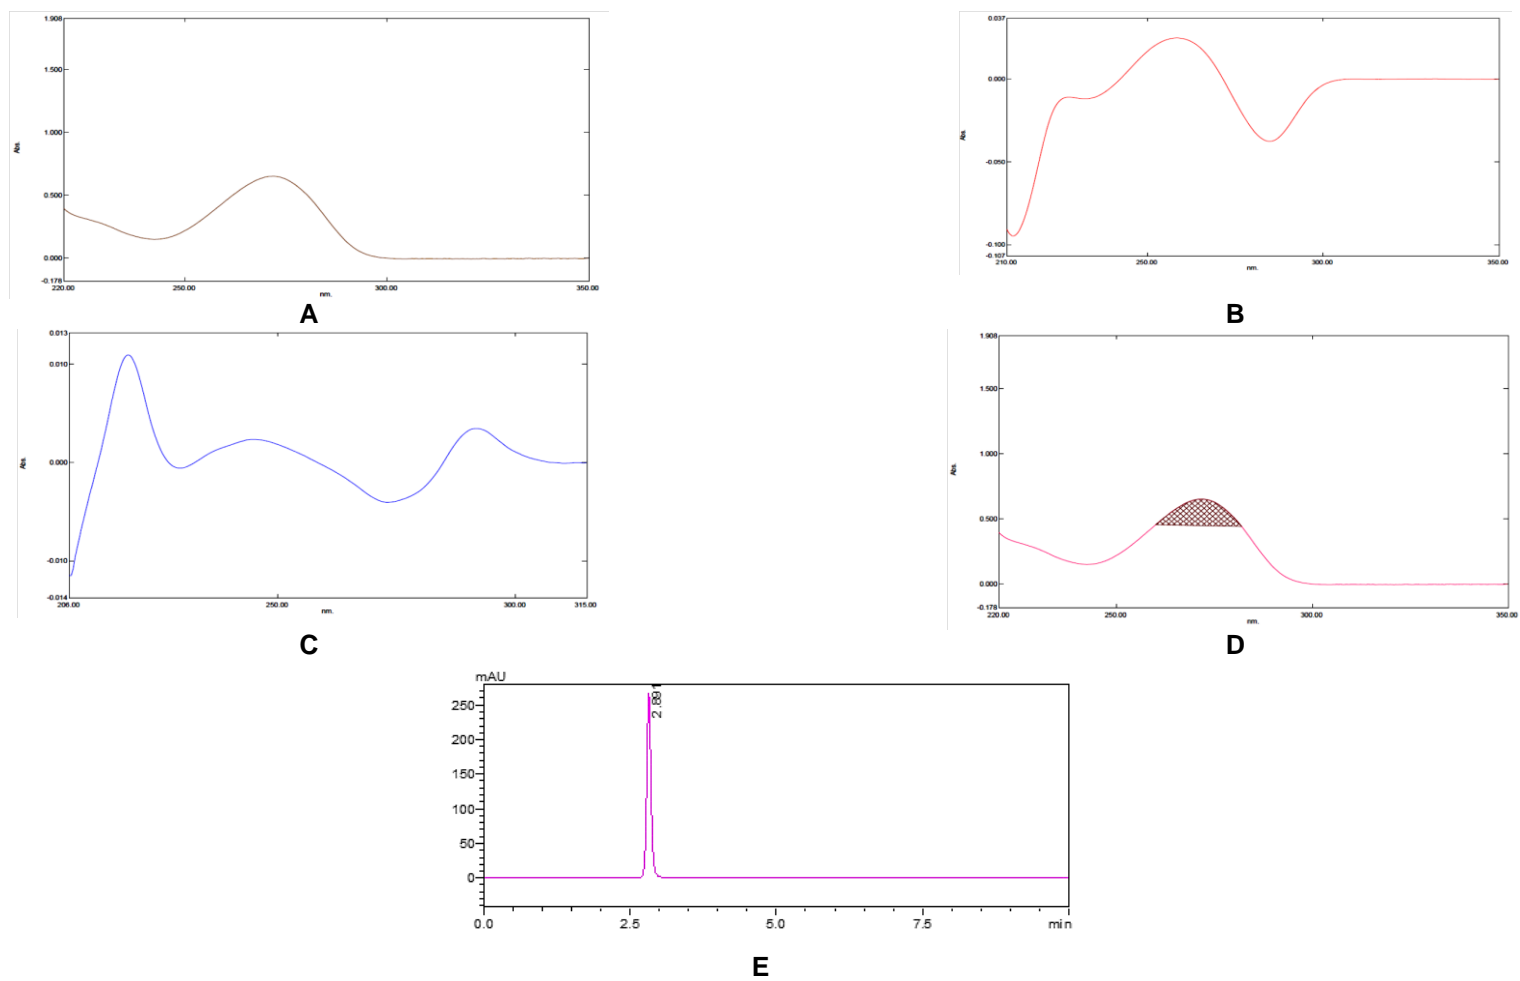 1.908
1.500
1.000
0.500
0.000
-0.178
Abs.
220.00 250.00 300.00 350.00
nm.
A
0.037
0.000
-0.050
-0.100
-0.107
Abs.
210.00 250.00 300.00 350.00
nm.
B
0.013
0.010
0.000
-0.010
-0.014
Abs.
206.00 250.00 300.00 315.00
nm.
C
1.908
1.500
1.000
0.500
0.000
-0.178
Abs.
220.00 250.00 300.00 350.00
nm.
D
mAU
250
200
150
100
50
0
2.891
0.0 2.5 5.0 7.5 min
E